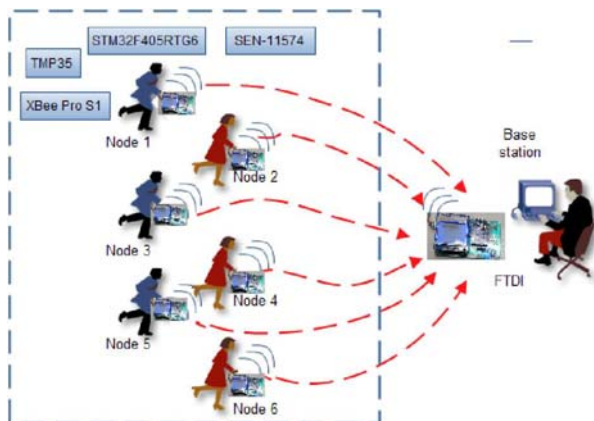 STM32F405RTG6
SEN-11574
TMP35
XBee Pro S1
Node 1
Node 2
Node 3
Node 4
Node 5
Node 6
Base
station
FTDI